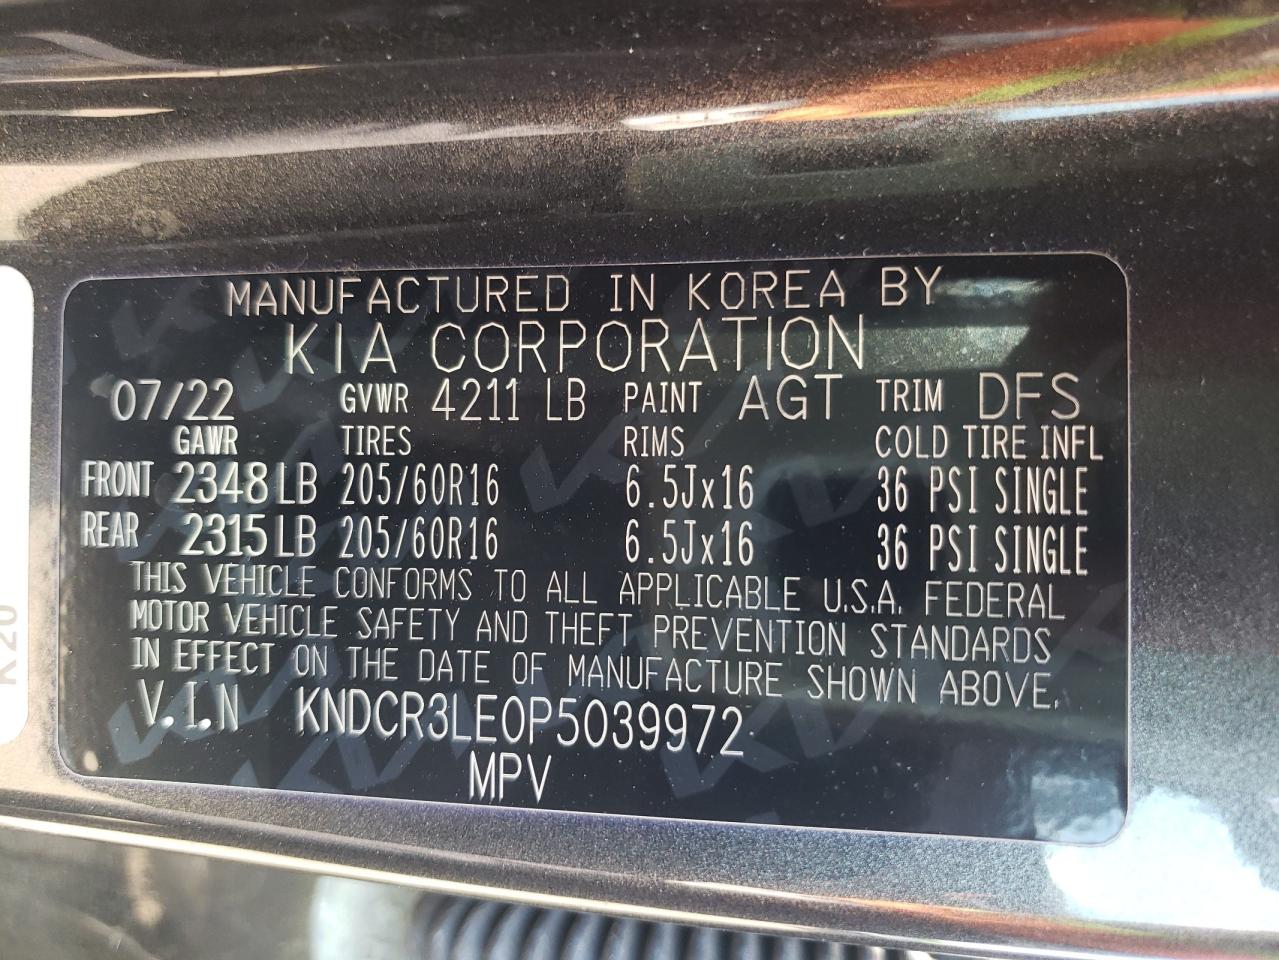 MANUFACTURED IN KOREA BY
KIA CORPORATION
07/22 GVWR 4211 LB PAINT AGT TRIM DFS
GAWR TIRES RIMS COLD TIRE INFL
FRONT 2348 LB 205/60R16 6.5Jx16 36 PSI SINGLE
REAR 2315 LB 205/60R16 6.5Jx16 36 PSI SINGLE
THIS VEHICLE CONFORMS TO ALL APPLICABLE U.S.A. FEDERAL
MOTOR VEHICLE SAFETY AND THEFT PREVENTION STANDARDS
IN EFFECT ON THE DATE OF MANUFACTURE SHOWN ABOVE.
V.I.N KNDCR3LE0P5039972
MPV
K20